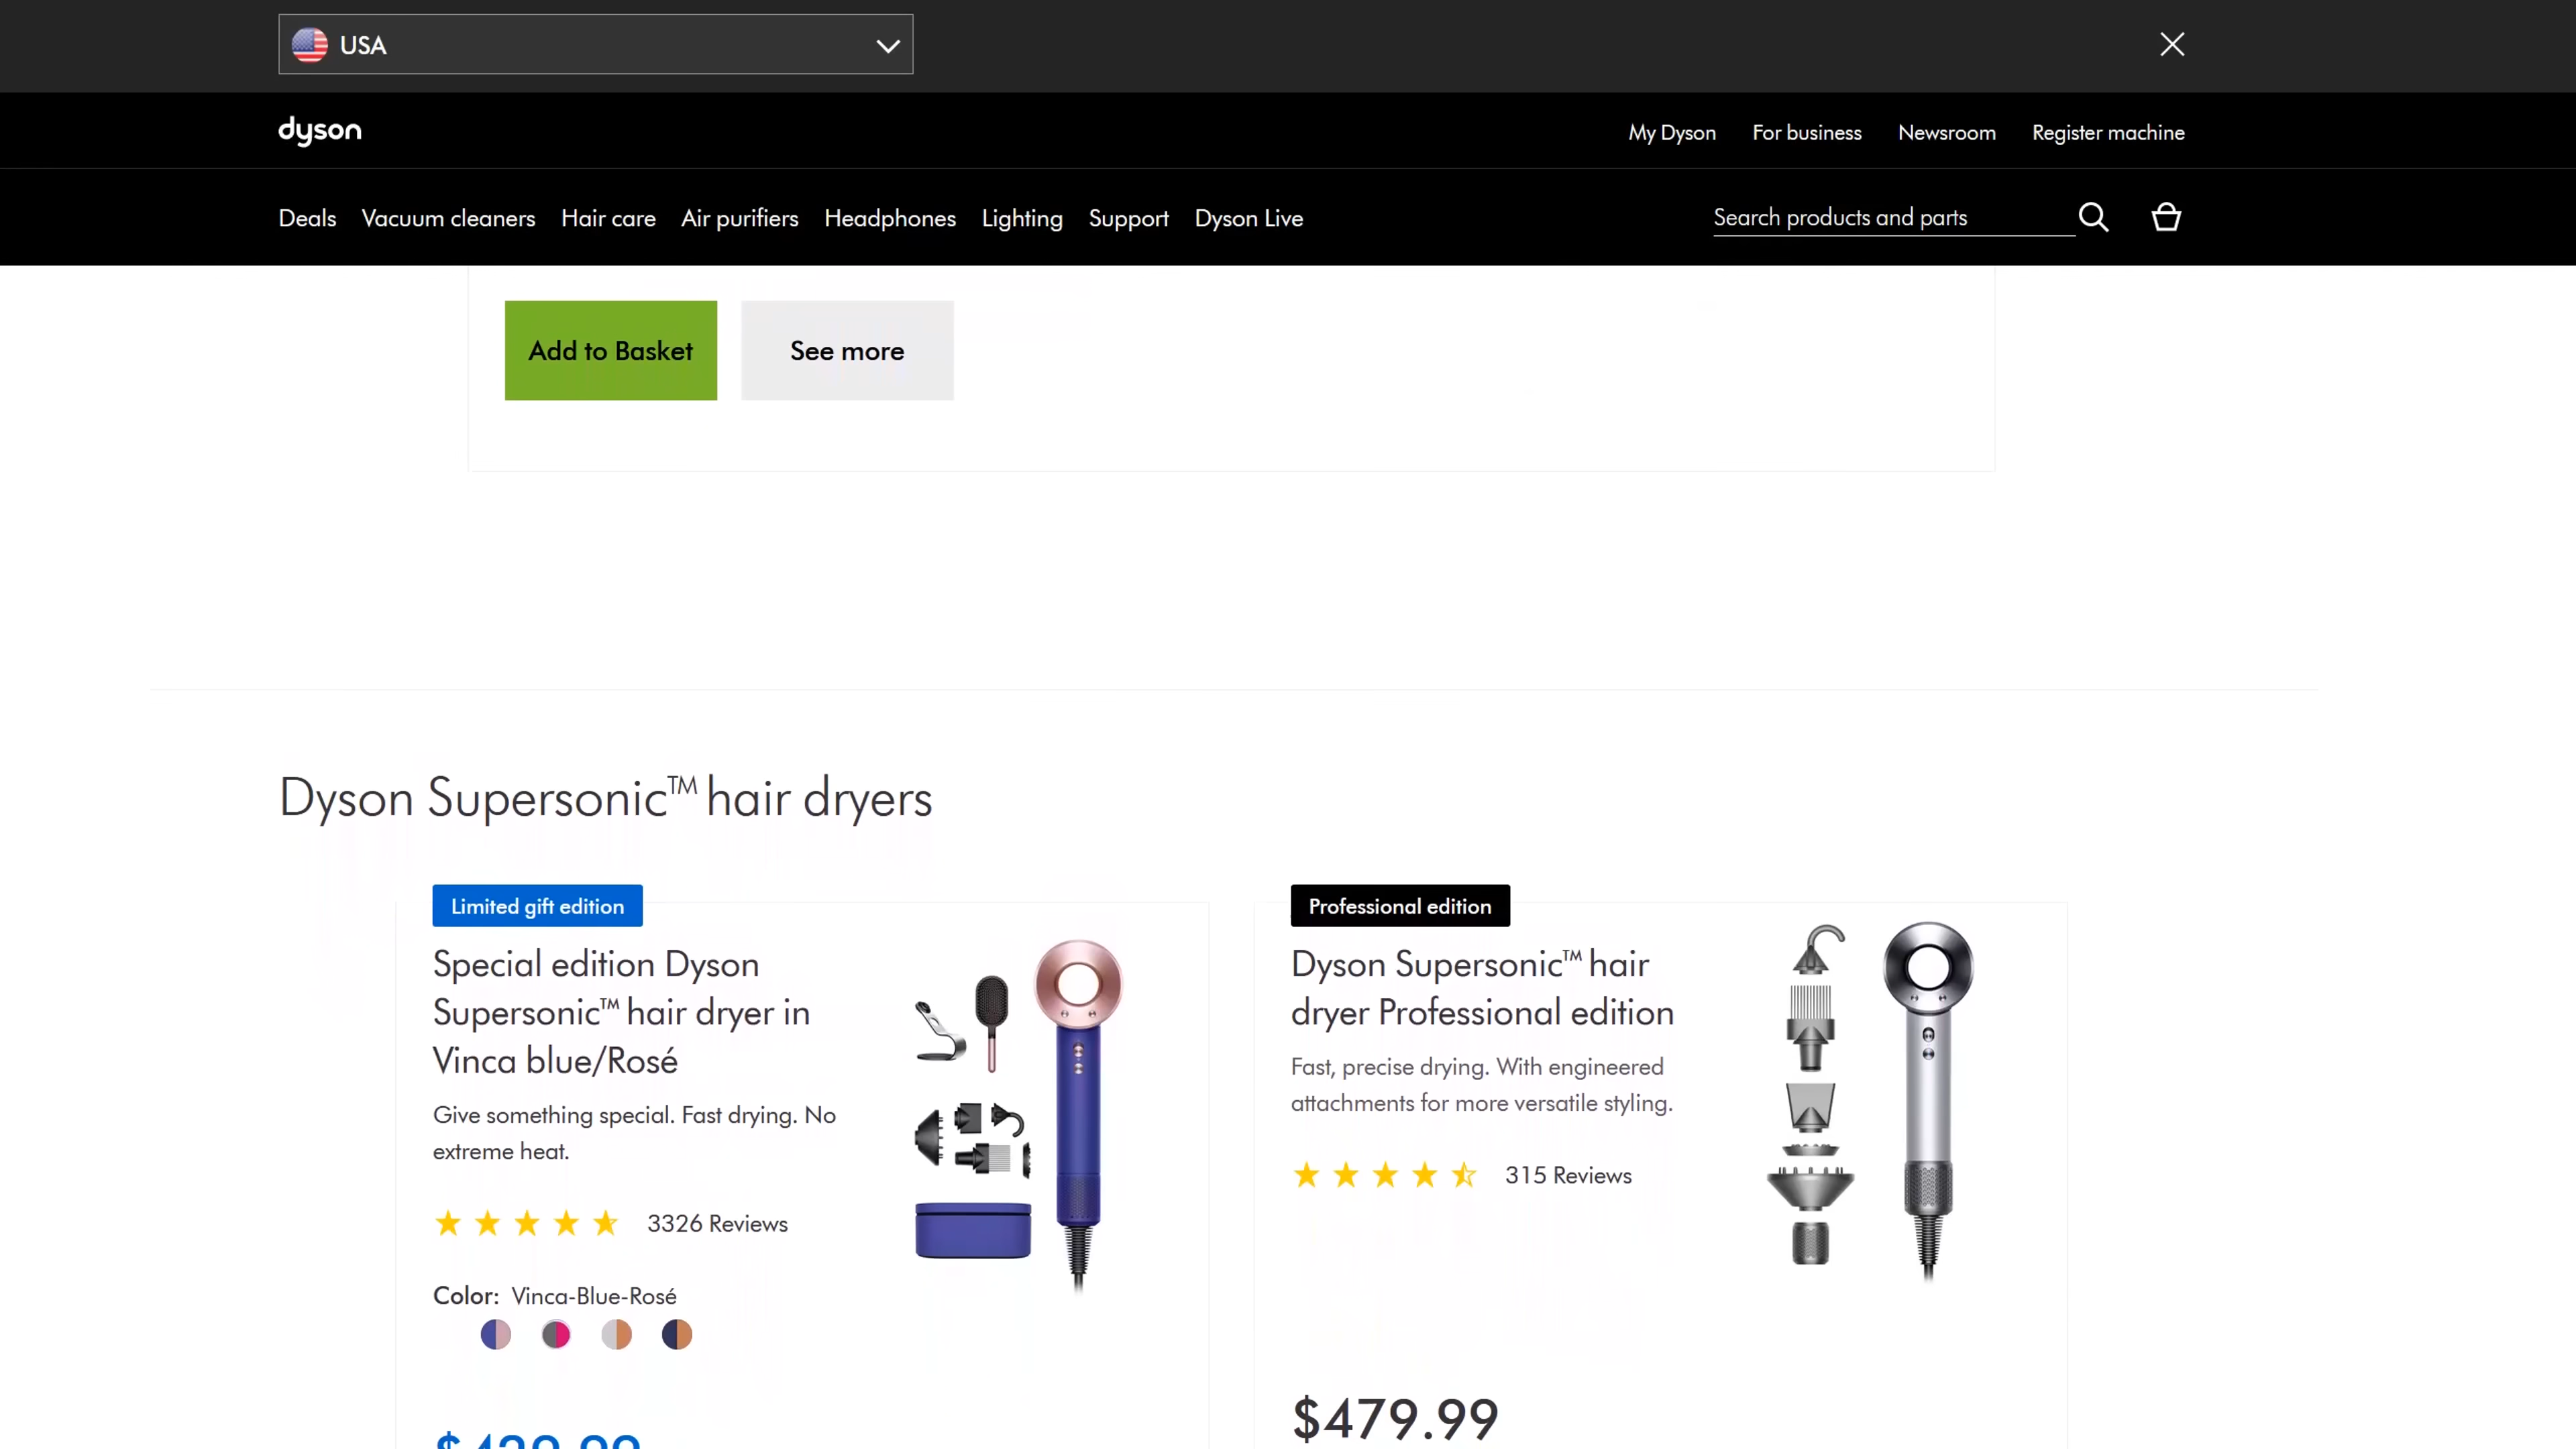 USA
dyson
My Dyson For business Newsroom Register machine
Deals Vacuum cleaners Hair care Air purifiers Headphones Lighting Support Dyson Live
Search products and parts
Add to Basket See more
Dyson Supersonic™ hair dryers
Limited gift edition
Special edition Dyson
Supersonic™ hair dryer in
Vinca blue/Rosé
Give something special. Fast drying. No
extreme heat.
3326 Reviews
Color: Vinca-Blue-Rosé
Professional edition
Dyson Supersonic™ hair
dryer Professional edition
Fast, precise drying. With engineered
attachments for more versatile styling.
315 Reviews
$479.99